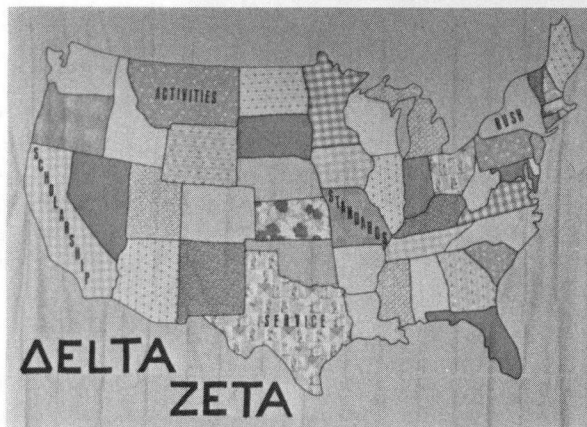 ACTIVITIES
RUSH
SCHOLARSHIP
STANDARDS
SERVICE
ΔELTA
ZETA